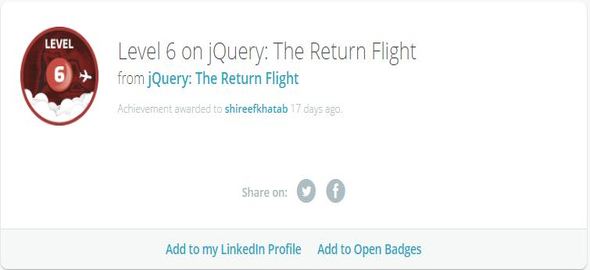 LEVEL
6
Level 6 on jQuery: The Return Flight
from jQuery: The Return Flight
Achievement awarded to shireefkhatab 17 days ago.
Share on:
Add to my LinkedIn Profile Add to Open Badges